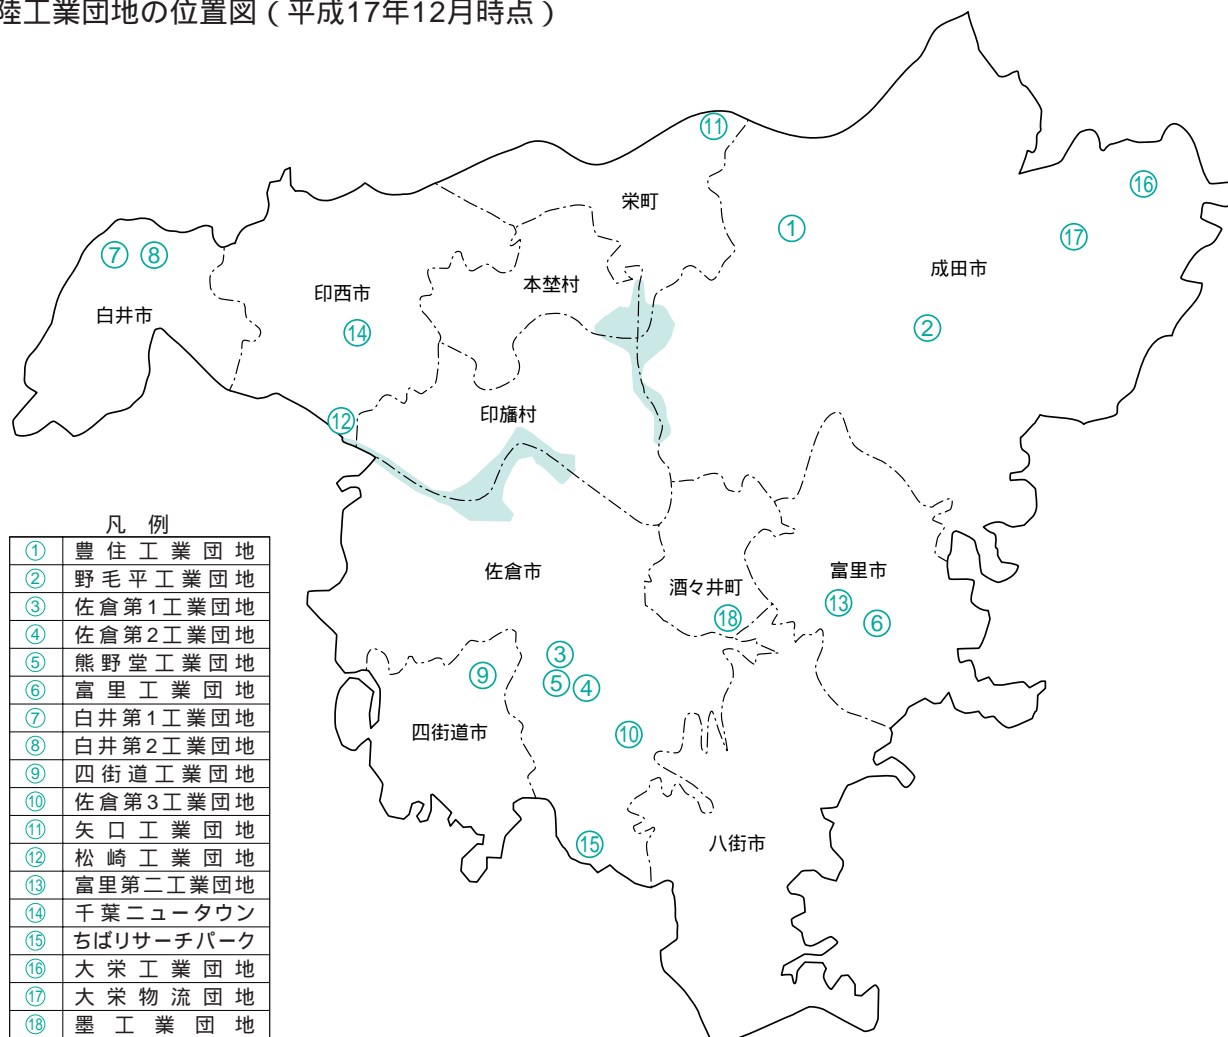 陸工業団地の位置図（平成17年12月時点）
⑪
⑯
栄町
①
⑰
⑦ ⑧
成田市
本埜村
印西市
白井市
②
⑭
印旛村
⑫
佐倉市
富里市
酒々井町
⑬
⑱
⑥
③
⑨
⑤
④
四街道市
⑩
⑮
八街市
凡例
① 豊住工業団地
② 野毛平工業団地
③ 佐倉第1工業団地
④ 佐倉第2工業団地
⑤ 熊野堂工業団地
⑥ 富里工業団地
⑦ 白井第1工業団地
⑧ 白井第2工業団地
⑨ 四街道工業団地
⑩ 佐倉第3工業団地
⑪ 矢口工業団地
⑫ 松崎工業団地
⑬ 富里第二工業団地
⑭ 千葉ニュータウン
⑮ ちばリサーチパーク
⑯ 大栄工業団地
⑰ 大栄物流団地
⑱ 墨工業団地